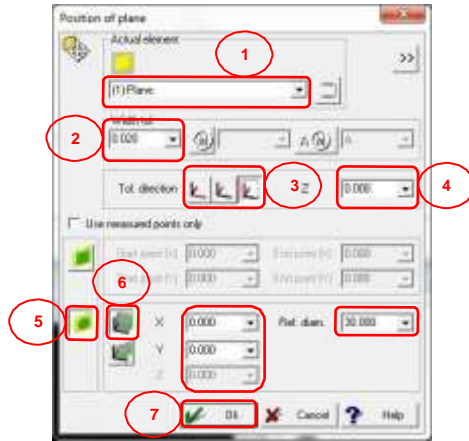 Position of plane
Actual element
1
>>
(1) Plane
Width tol.
2
0.020
Tol. direction
3
Z
0.000
4
Use measured points only
0.000
0.000
0.000
0.000
6
5
X
0.000
Ref. diam.
30.000
Y
0.000
Z
0.000
7
Ok
Cancel
Help